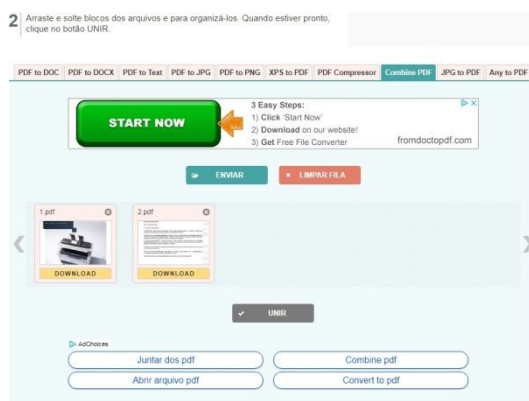 2 Arraste e solte blocos dos arquivos e para organizá-los. Quando estiver pronto,
clique no botão UNIR.
PDF to DOC PDF to DOCX PDF to Text PDF to JPG PDF to PNG XPS to PDF PDF Compressor Combine PDF JPG to PDF Any to PDF
START NOW
3 Easy Steps:
1) Click 'Start Now'
2) Download on our website!
3) Get Free File Converter
fromdoctopdf.com
ENVIAR × LIMPAR FILA
1.pdf 2.pdf
DOWNLOAD DOWNLOAD
UNIR
AdChoices
Juntar dos pdf Combine pdf
Abrir arquivo pdf Convert to pdf